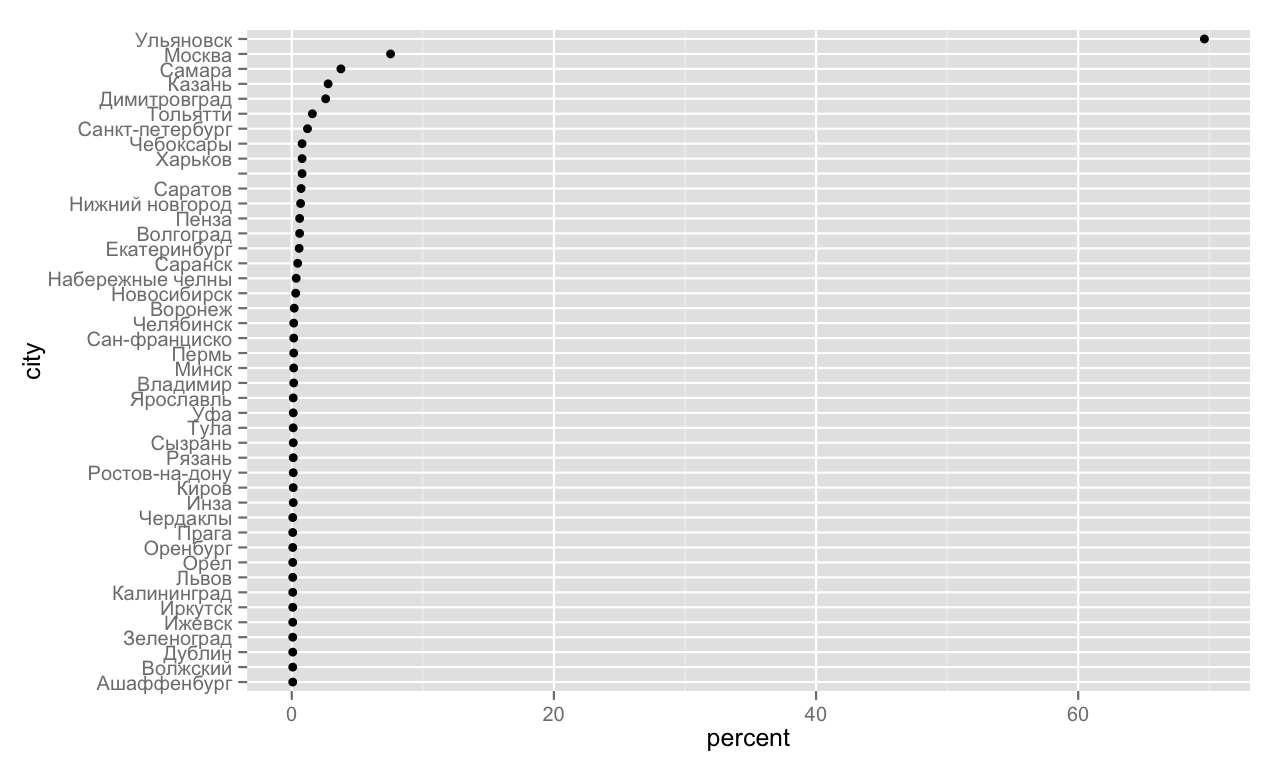 Ульяновск
Москва
Самара
Казань
Димитровград
Тольятти
Санкт-петербург
Чебоксары
Харьков
Саратов
Нижний новгород
Пенза
Волгоград
Екатеринбург
Саранск
Набережные челны
Новосибирск
Воронеж
Челябинск
Сан-франциско
Пермь
Минск
Владимир
Ярославль
Уфа
Тула
Сызрань
Рязань
Ростов-на-дону
Киров
Инза
Чердаклы
Прага
Оренбург
Орел
Львов
Калининград
Иркутск
Ижевск
Зеленоград
Дублин
Волжский
Ашаффенбург
city
0 20 40 60
percent